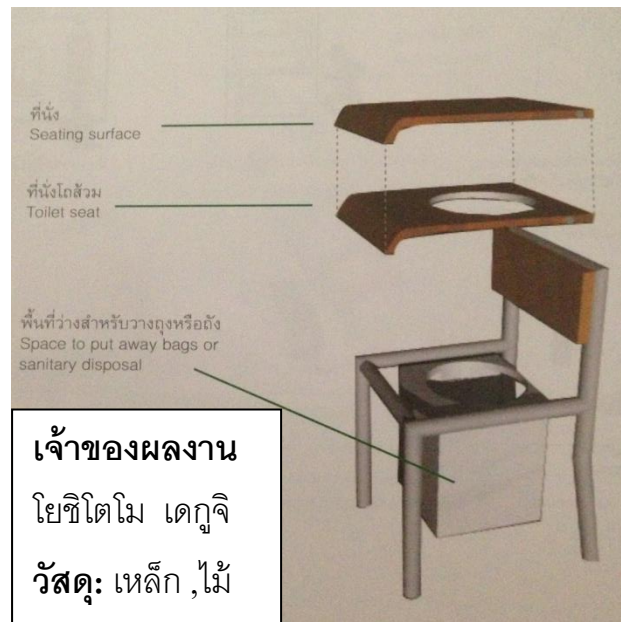 ที่นั่ง
Seating surface
ที่นั่งโถส้วม
Toilet seat
พื้นที่ว่างสำหรับวางถุงหรือถัง
Space to put away bags or
sanitary disposal
เจ้าของผลงาน
โยชิโตโม เดกูจิ
วัสดุ: เหล็ก ,ไม้